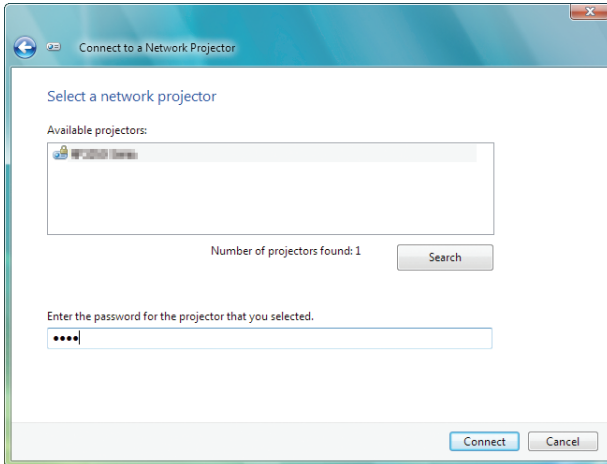 Connect to a Network Projector
Select a network projector
Available projectors:
Number of projectors found: 1
Search
Enter the password for the projector that you selected.
••••
Connect
Cancel